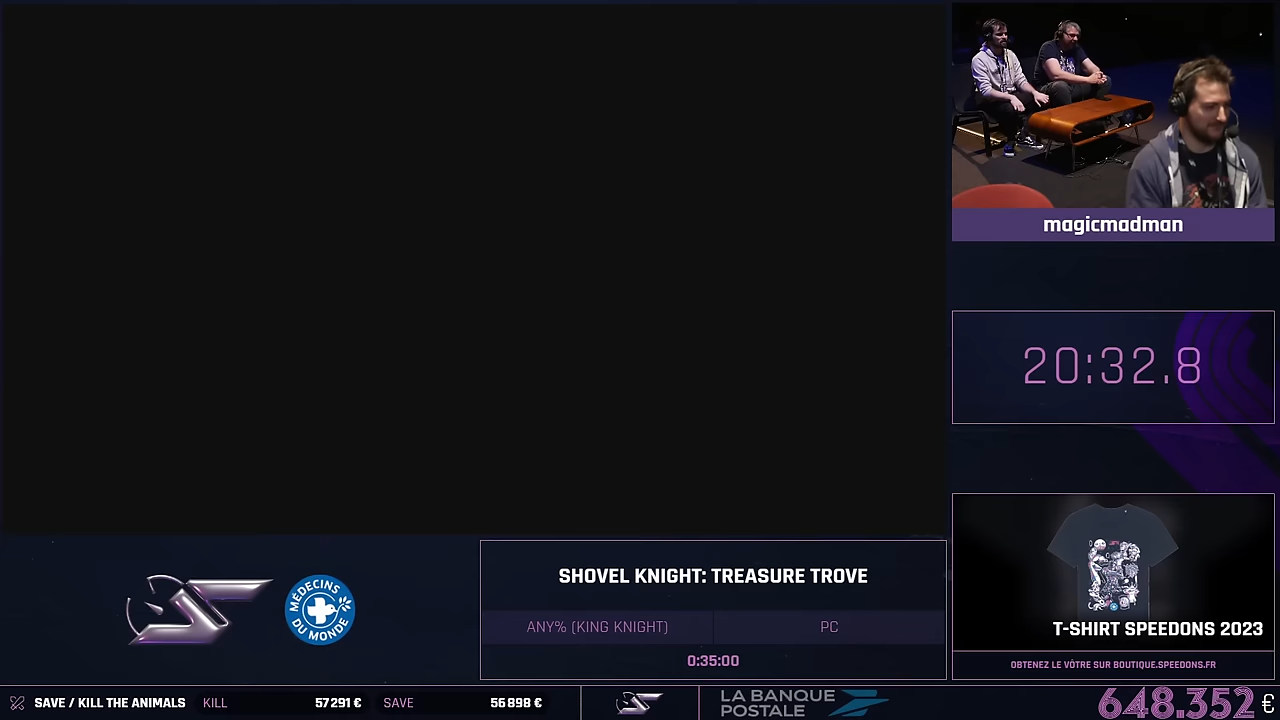 magicmadman
20:32.8
MÉDECINS
DU MONDE
SHOVEL KNIGHT: TREASURE TROVE
ANY% (KING KNIGHT)
PC
0:35:00
T-SHIRT SPEEDONS 2023
OBTENEZ LE VÔTRE SUR BOUTIQUE.SPEEDONS.FR
SAVE / KILL THE ANIMALS KILL 57 291 € SAVE 56 898 €
LA BANQUE
POSTALE
648.352 €